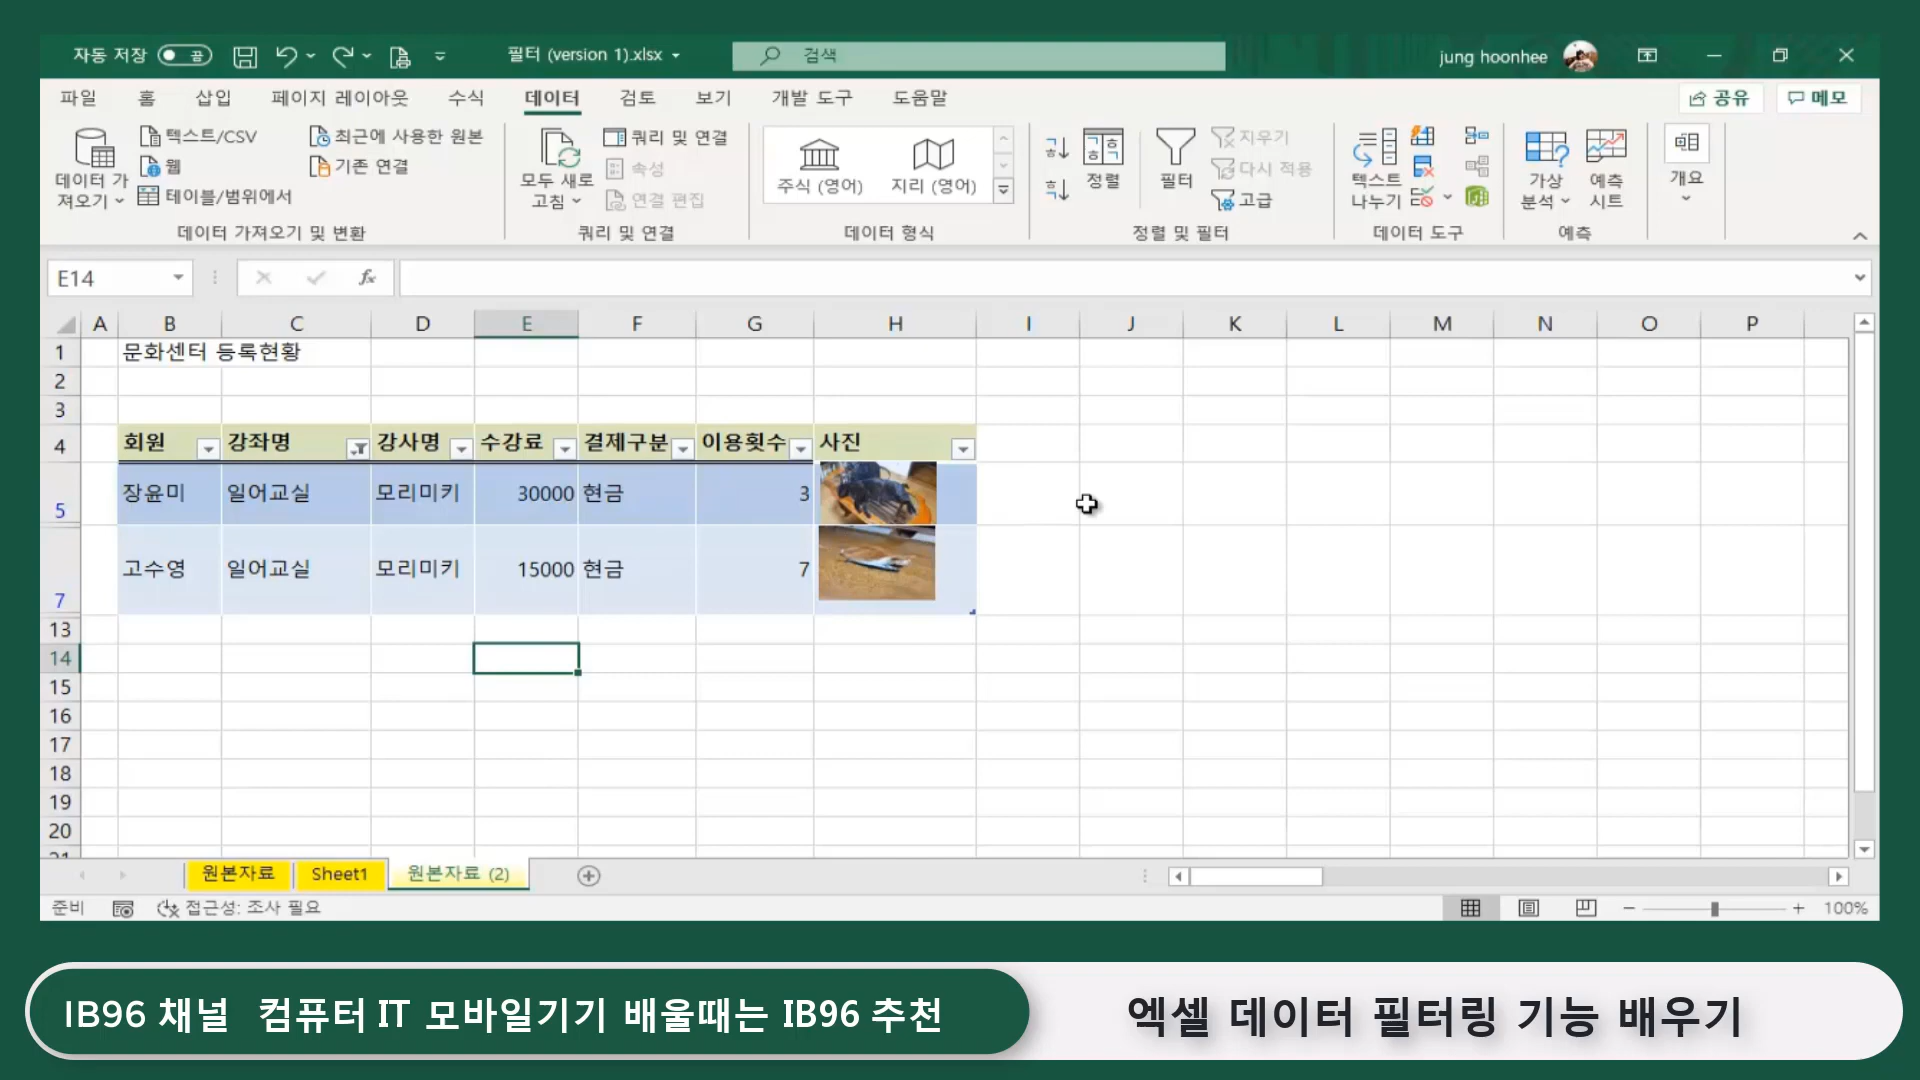 자동 저장 끔 필터 (version 1).xlsx 검색 jung hoonhee
파일 홈 삽입 페이지 레이아웃 수식 데이터 검토 보기 개발 도구 도움말 공유 메모
데이터 가져오기
텍스트/CSV
웹
테이블/범위에서
최근에 사용한 원본
기존 연결
데이터 가져오기 및 변환
모두 새로 고침
쿼리 및 연결
속성
연결 편집
쿼리 및 연결
주식 (영어)
지리 (영어)
데이터 형식
정렬
필터
지우기
다시 적용
고급
정렬 및 필터
텍스트 나누기
데이터 도구
가상 분석
예측 시트
예측
개요
E14 fx
A B C D E F G H I J K L M N O P
1 문화센터 등록현황
2
3
4 회원 강좌명 강사명 수강료 결제구분 이용횟수 사진
5 장윤미 일어교실 모리미키 30000 현금 3
7 고수영 일어교실 모리미키 15000 현금 7
13
14
15
16
17
18
19
20
21
원본자료 Sheet1 원본자료 (2)
준비 접근성: 조사 필요 100%
IB96 채널 컴퓨터 IT 모바일기기 배울때는 IB96 추천
엑셀 데이터 필터링 기능 배우기